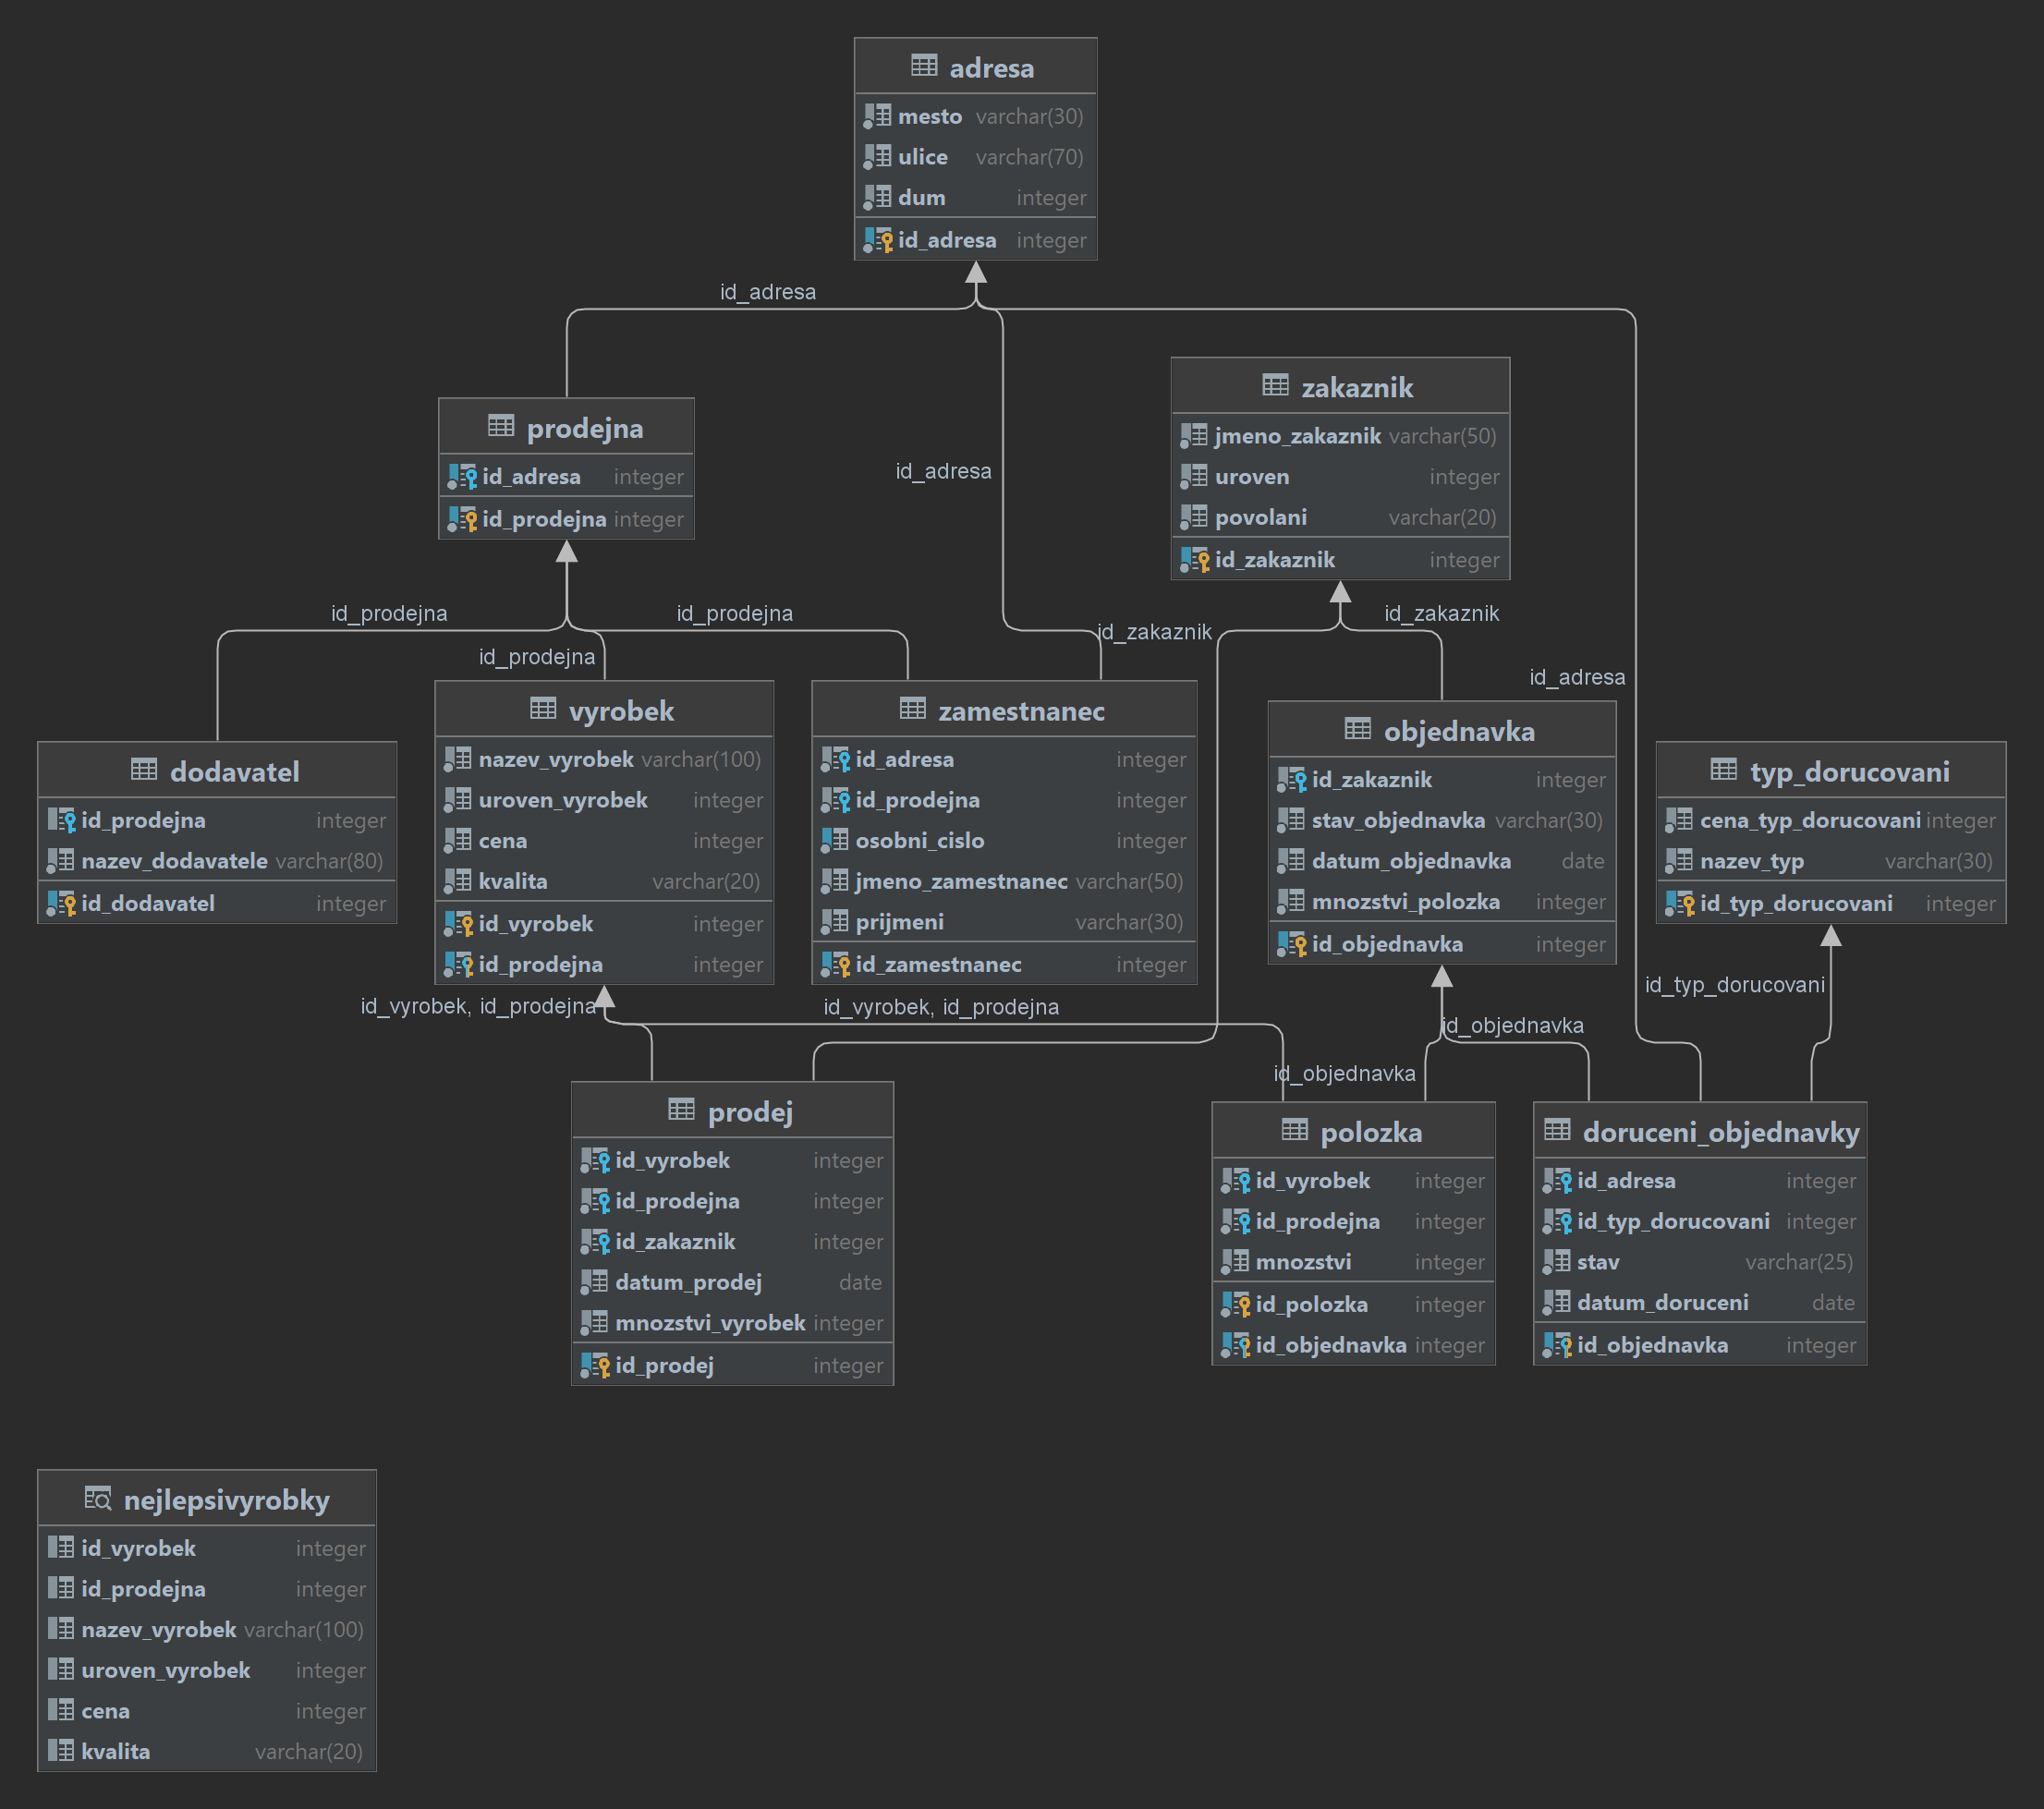 adresa
mesto varchar(30)
ulice varchar(70)
dum integer
id_adresa integer
id_adresa
id_adresa
id_adresa
prodejna
id_adresa integer
id_prodejna integer
zakaznik
jmeno_zakaznik varchar(50)
uroven integer
povolani varchar(20)
id_zakaznik integer
id_prodejna
id_prodejna
id_prodejna
id_zakaznik
id_zakaznik
dodavatel
id_prodejna integer
nazev_dodavatele varchar(80)
id_dodavatel integer
vyrobek
nazev_vyrobek varchar(100)
uroven_vyrobek integer
cena integer
kvalita varchar(20)
id_vyrobek integer
id_prodejna integer
zamestnanec
id_adresa integer
id_prodejna integer
osobni_cislo integer
jmeno_zamestnanec varchar(50)
prijmeni varchar(30)
id_zamestnanec integer
objednavka
id_zakaznik integer
stav_objednavka varchar(30)
datum_objednavka date
mnozstvi_polozka integer
id_objednavka integer
typ_dorucovani
cena_typ_dorucovani integer
nazev_typ varchar(30)
id_typ_dorucovani integer
id_vyrobek, id_prodejna
id_vyrobek, id_prodejna
id_typ_dorucovani
id_objednavka
id_objednavka
prodej
id_vyrobek integer
id_prodejna integer
id_zakaznik integer
datum_prodej date
mnozstvi_vyrobek integer
id_prodej integer
polozka
id_vyrobek integer
id_prodejna integer
mnozstvi integer
id_polozka integer
id_objednavka integer
doruceni_objednavky
id_adresa integer
id_typ_dorucovani integer
stav varchar(25)
datum_doruceni date
id_objednavka integer
nejlepsivyrobky
id_vyrobek integer
id_prodejna integer
nazev_vyrobek varchar(100)
uroven_vyrobek integer
cena integer
kvalita varchar(20)